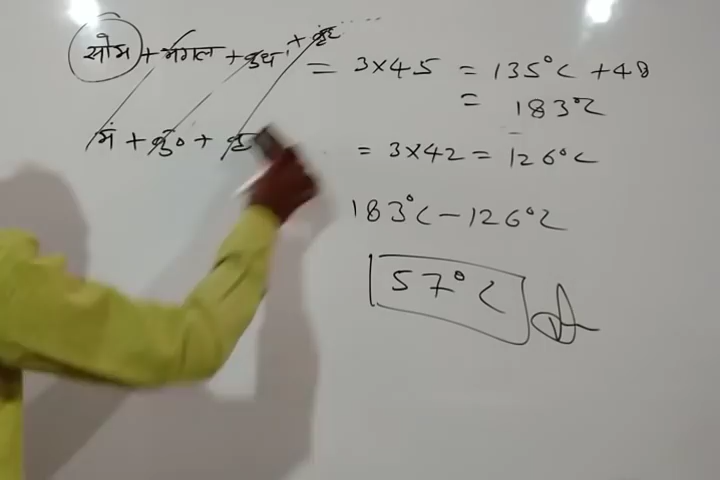 सोम + मंगल + बुध + बृह ..... = 3×45 = 135°C + 48
= 183°C
मं + बु० + = 3×42 = 126°C
183°C - 126°C
57°C